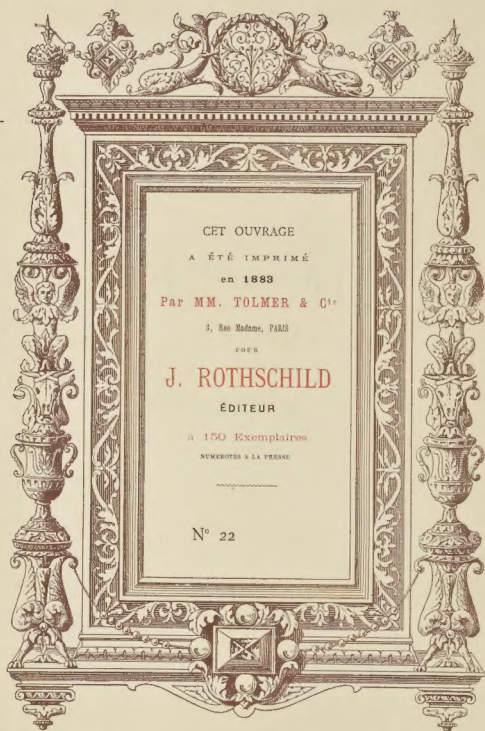 CET OUVRAGE
A ÉTÉ IMPRIMÉ
en 1883
Par MM. TOLMER & Cie
3, Rue Madame, PARIS
POUR
J. ROTHSCHILD
ÉDITEUR
à 150 Exemplaires
NUMÉROTÉS A LA PRESSE
No 22